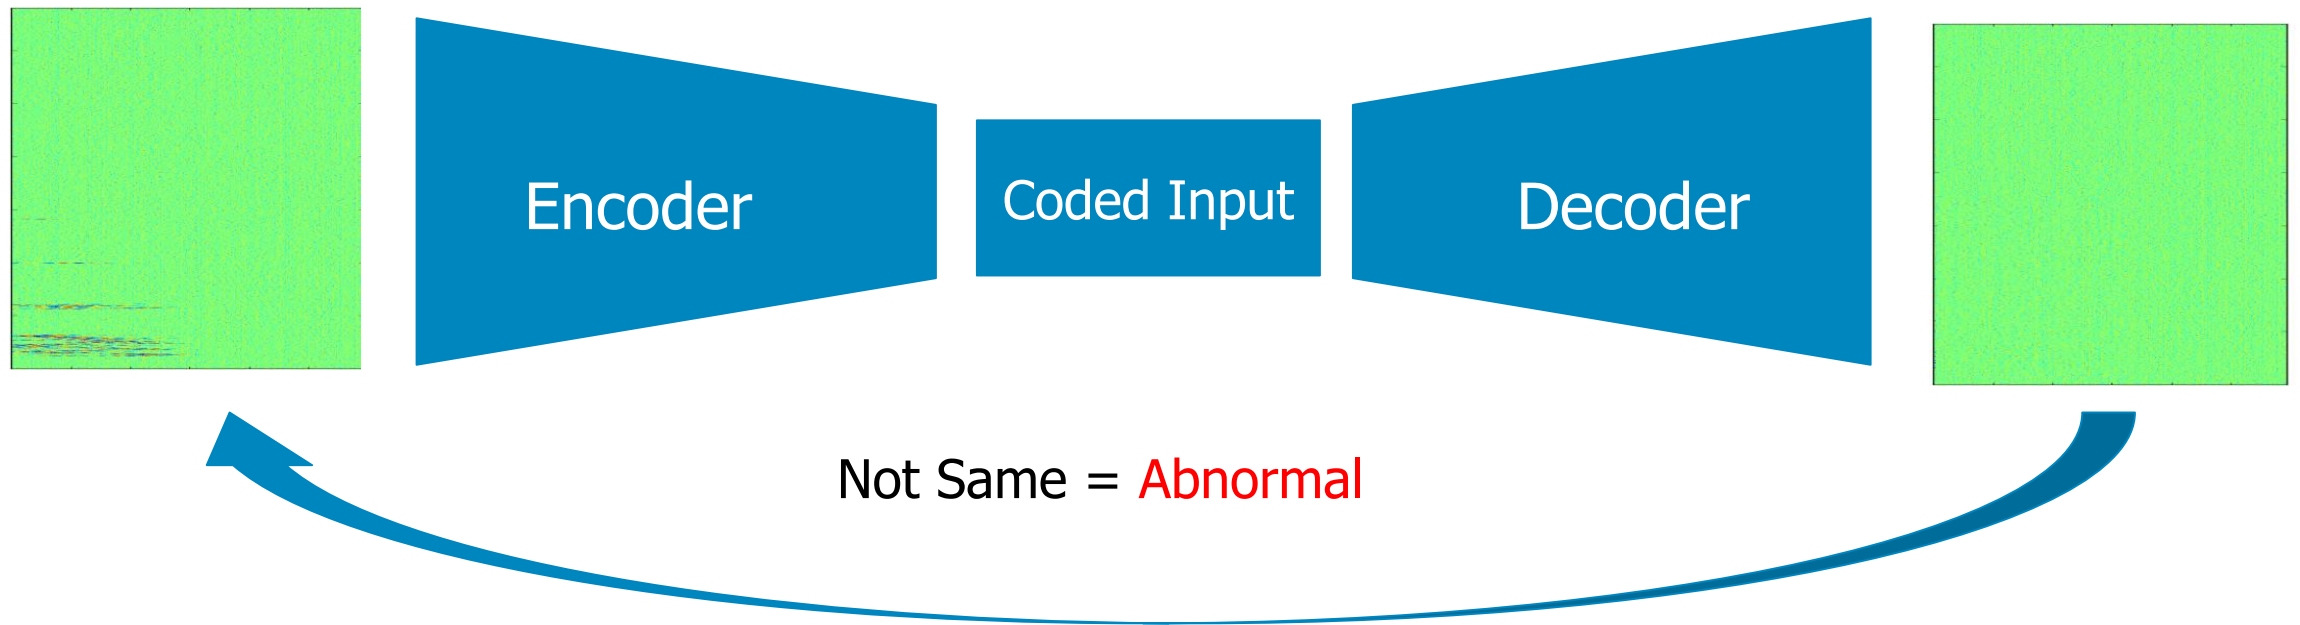 Encoder
Coded Input
Decoder
Not Same = Abnormal